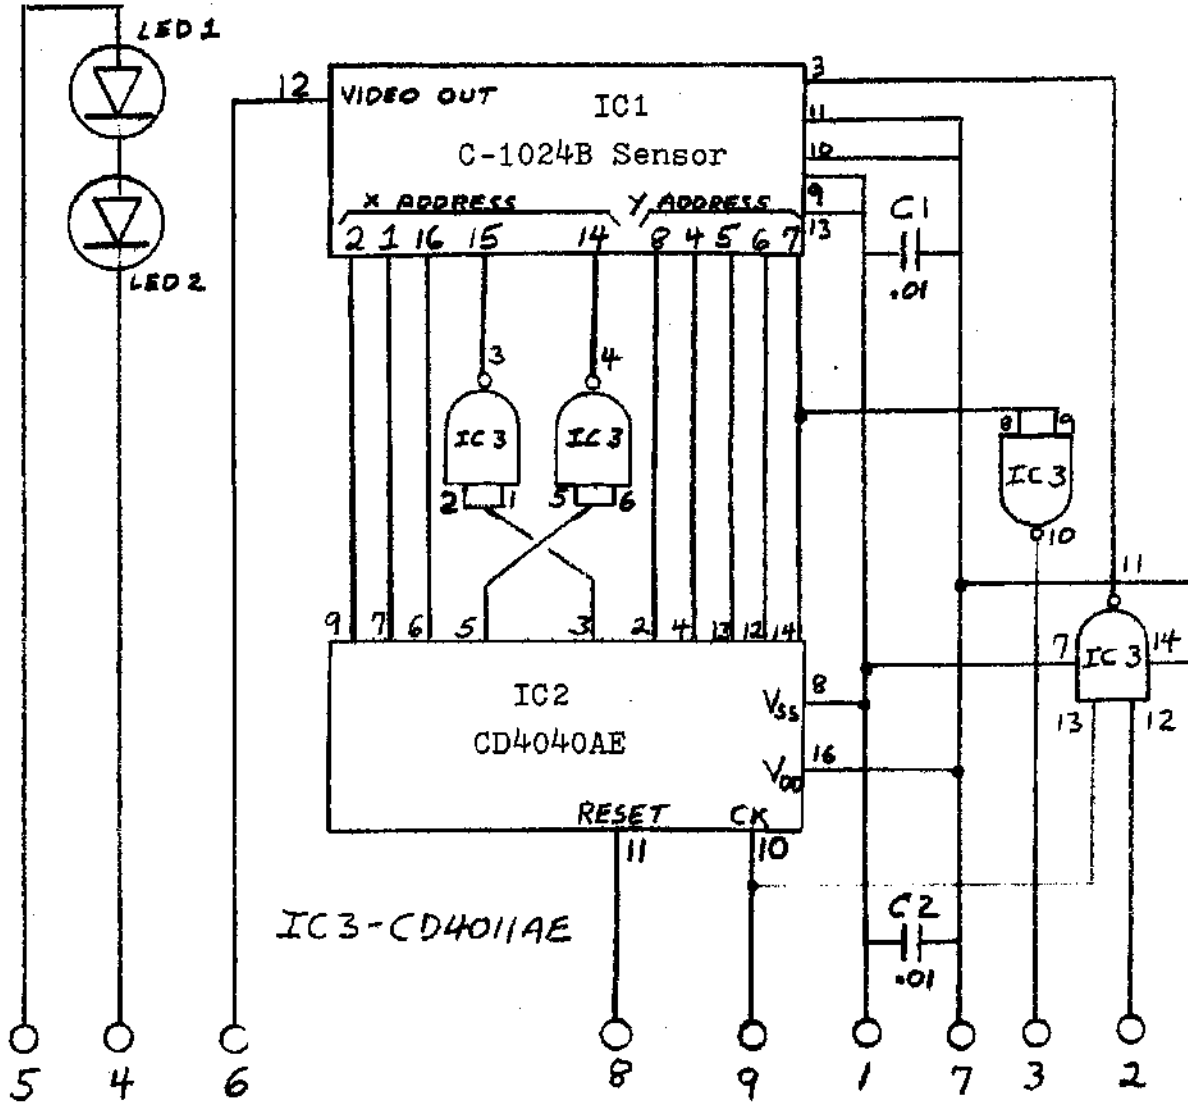 LED 1
12
VIDEO OUT
IC1
C-1024B Sensor
3
11
10
9
13
X ADDRESS
Y ADDRESS
2 1 16 15 14 8 4 5 6 7
C1
.01
LED 2
3
4
IC 3
IC 3
2 1
5 6
8 9
IC 3
10
11
7
IC 3
14
13
12
9 7 6 5 3 2 4 13 12 14
IC2
CD4040AE
VSS
8
VDD
16
RESET
CK
11
10
IC3-CD4011AE
C2
.01
5 4 6 8 9 1 7 3 2